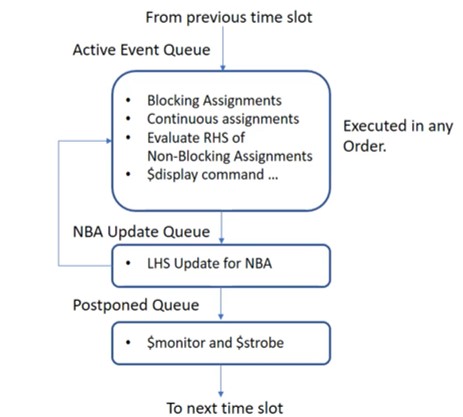 From previous time slot
Active Event Queue
• Blocking Assignments
• Continuous assignments
• Evaluate RHS of
Non-Blocking Assignments
• $display command ...
Executed in any
Order.
NBA Update Queue
• LHS Update for NBA
Postponed Queue
• $monitor and $strobe
To next time slot